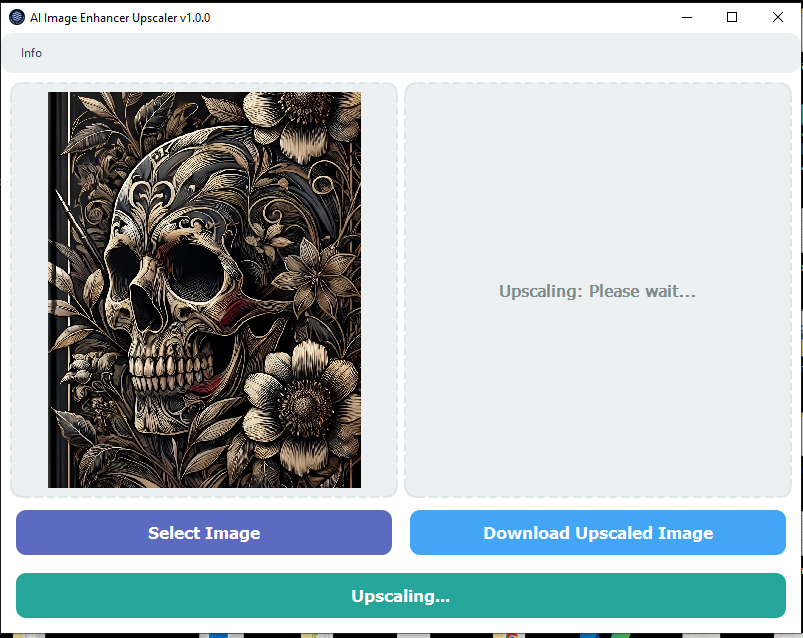 AI Image Enhancer Upscaler v1.0.0
Info
Upscaling: Please wait...
Select Image
Download Upscaled Image
Upscaling...